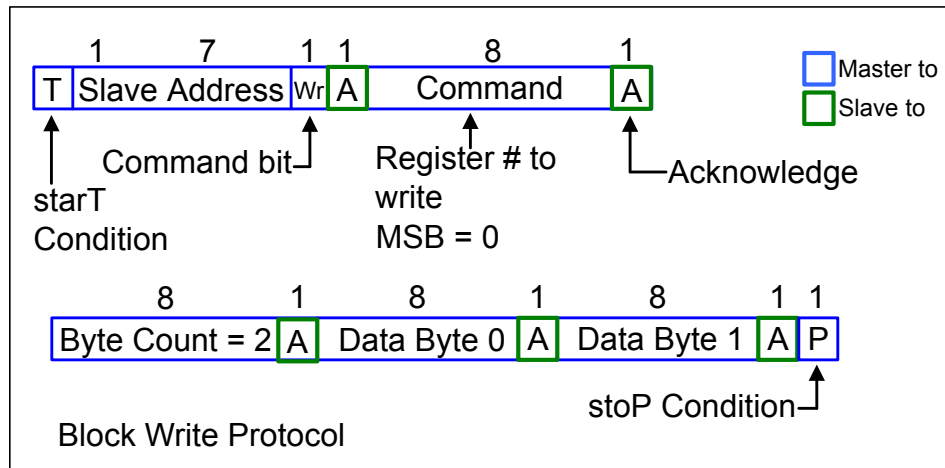 1 7 1 1 8 1
T Slave Address Wr A Command A
Master to
Slave to
Command bit
Register # to
write
MSB = 0
Acknowledge
starT
Condition
8 1 8 1 8 1 1
Byte Count = 2 A Data Byte 0 A Data Byte 1 A P
stoP Condition
Block Write Protocol